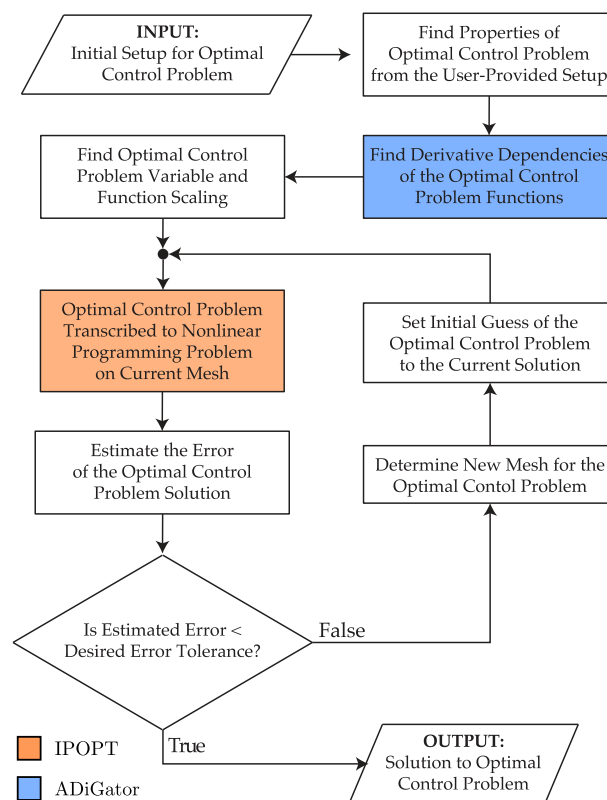 INPUT:
Initial Setup for Optimal
Control Problem
Find Properties of
Optimal Control Problem
from the User-Provided Setup
Find Derivative Dependencies
of the Optimal Control
Problem Functions
Find Optimal Control
Problem Variable and
Function Scaling
Optimal Control Problem
Transcribed to Nonlinear
Programming Problem
on Current Mesh
Set Initial Guess of the
Optimal Control Problem
to the Current Solution
Estimate the Error
of the Optimal Control
Problem Solution
Determine New Mesh for the
Optimal Contol Problem
Is Estimated Error <
Desired Error Tolerance?
False
True
OUTPUT:
Solution to Optimal
Control Problem
IPOPT
ADiGator